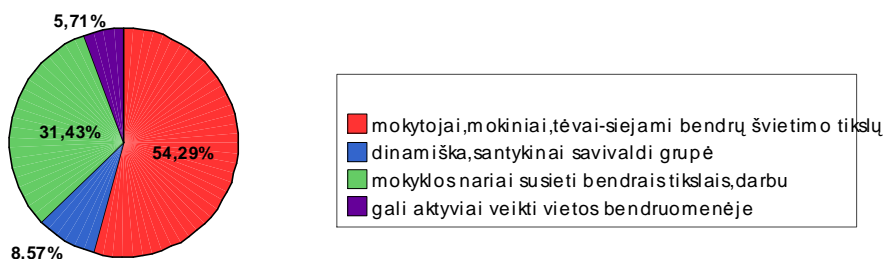 5,71%
31,43%
54,29%
8,57%
mokytojai,mokiniai,tėvai-siejami bendrų švietimo tikslų
dinamiška,santykinai savivaldi grupė
mokyklos nariai susieti bendrais tikslais,darbu
gali aktyviai veikti vietos bendruomenėje